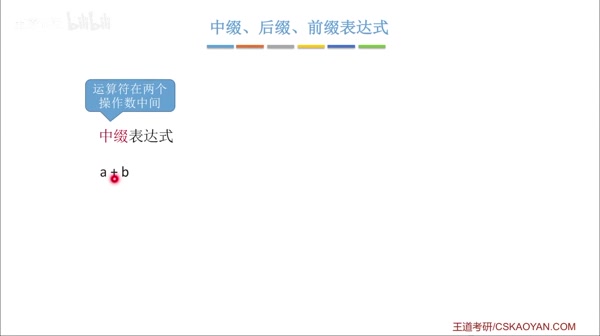 bilibili
中缀、后缀、前缀表达式
运算符在两个
操作数中间
中缀表达式
a + b
王道考研/CSKAOYAN.COM